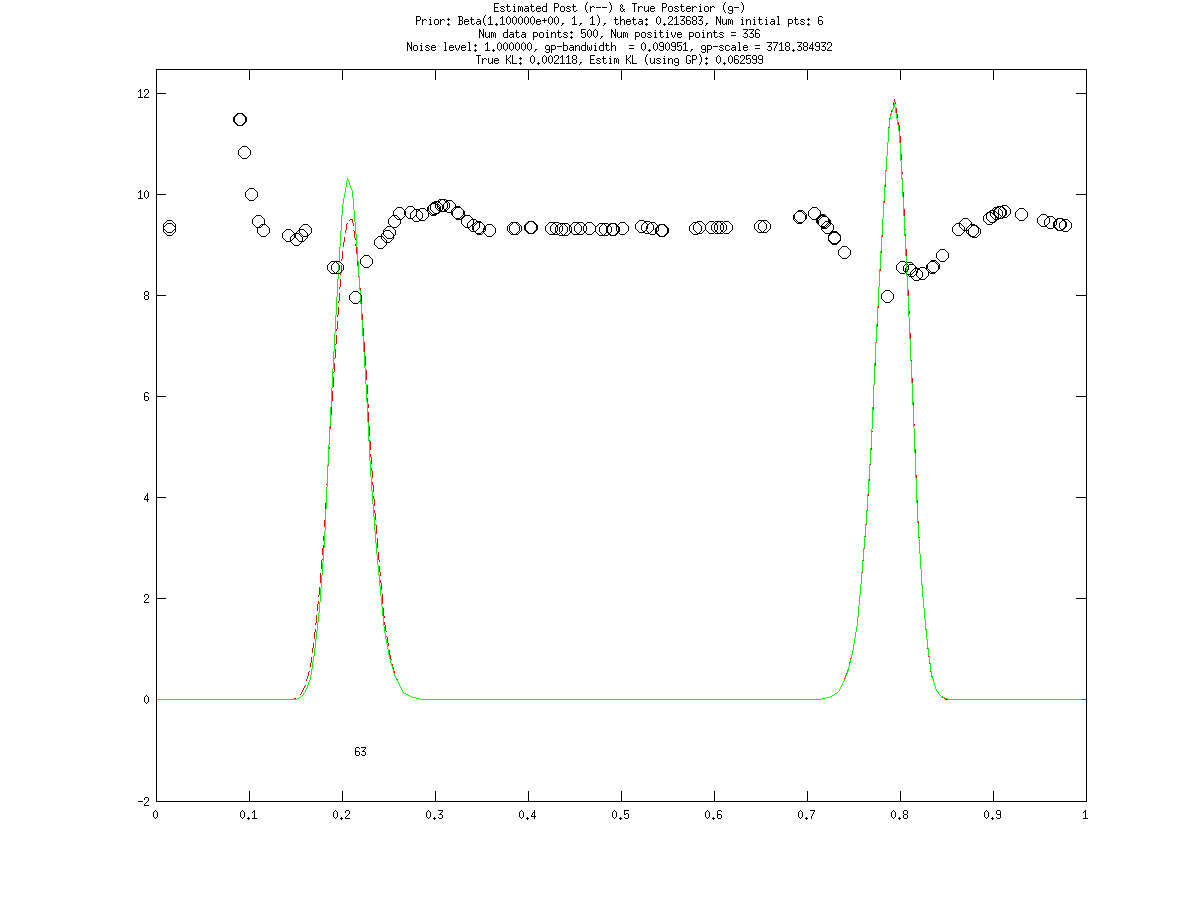 Estimated Post (r--) & True Posterior (g-)
Prior: Beta(1.100000e+00, 1, 1), theta: 0.213683, Num initial pts: 6
Num data points: 500, Num positive points = 336
Noise level: 1.000000, gp-bandwidth = 0.090951, gp-scale = 3718.384932
True KL: 0.002118, Estim KL (using GP): 0.062599
12
10
8
6
4
2
0
63
-2
0 0.1 0.2 0.3 0.4 0.5 0.6 0.7 0.8 0.9 1